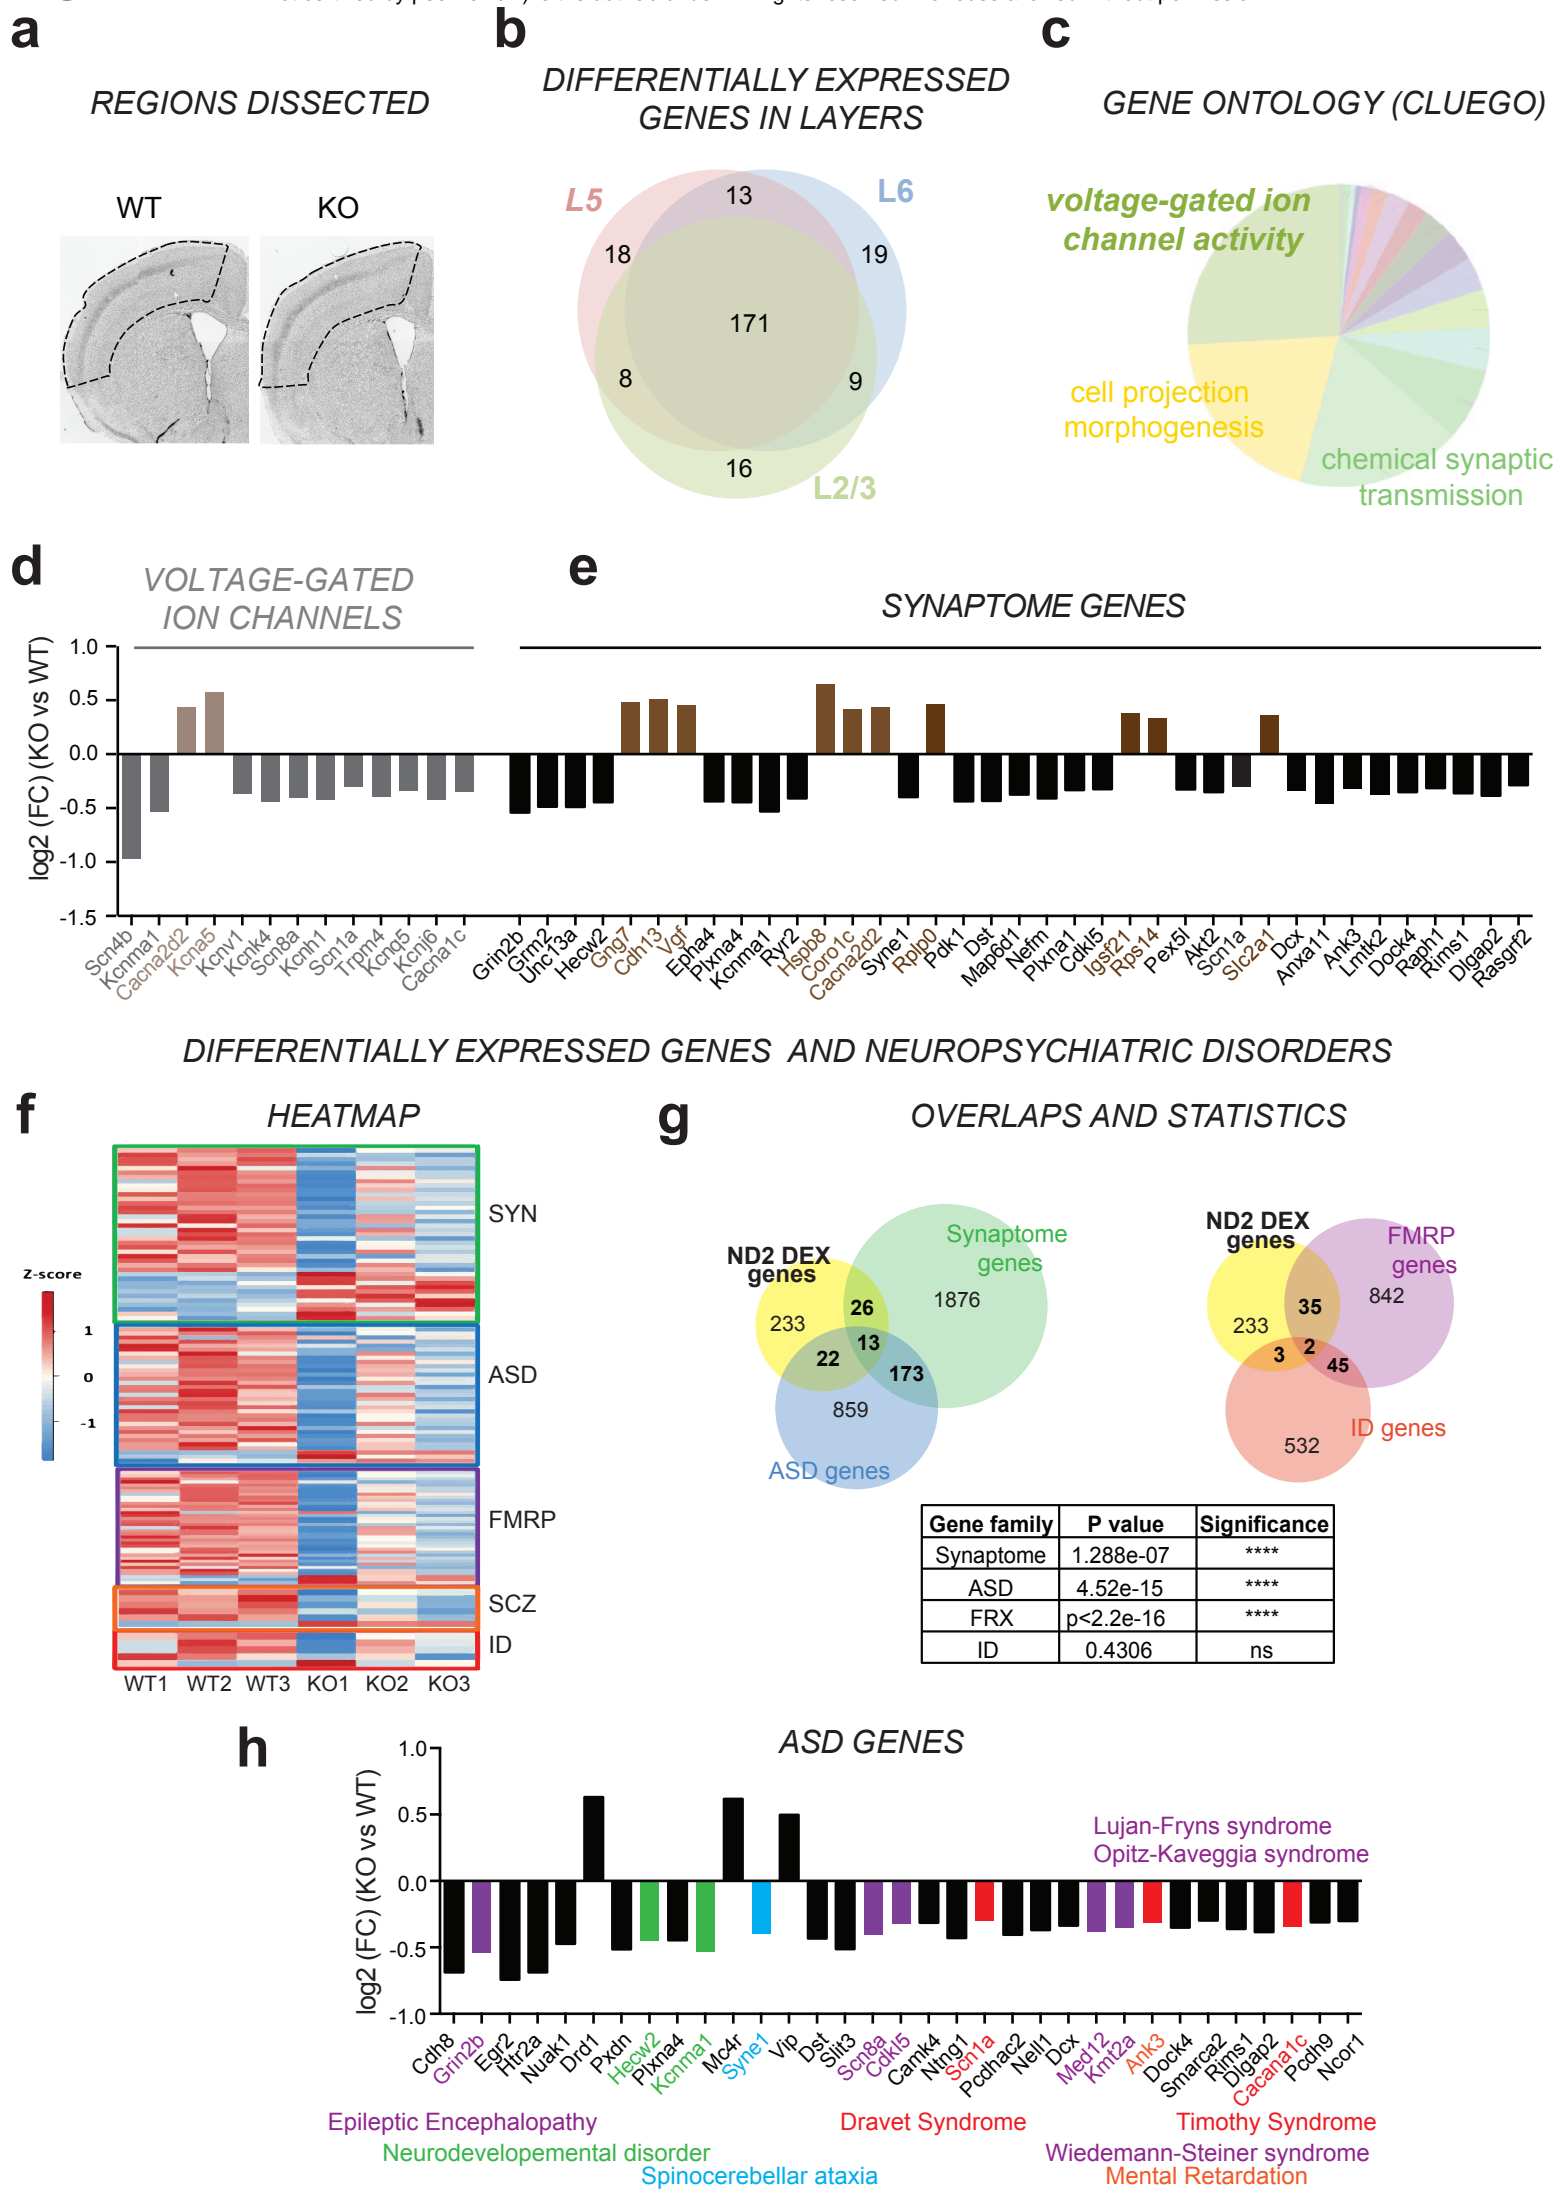 a
b
c
REGIONS DISSECTED
DIFFERENTIALLY EXPRESSED
GENES IN LAYERS
GENE ONTOLOGY (CLUEGO)
WT
KO
L5
L6
L2/3
13
18
19
171
8
9
16
voltage-gated ion
channel activity
cell projection
morphogenesis
chemical synaptic
transmission
d
VOLTAGE-GATED
ION CHANNELS
e
SYNAPTOME GENES
log2 (FC) (KO vs WT)
1.0
0.5
0.0
-0.5
-1.0
-1.5
Scn4b
Kcnma1
Cacna2d2
Kcna5
Kcnv1
Kcnk4
Scn8a
Kcnh1
Scn1a
Trpm4
Kcnq5
Kcnj6
Cacna1c
Grin2b
Grm2
Unc13a
Hecw2
Gng7
Cdh13
Vgf
Epha4
Plxna4
Kcnma1
Ryr2
Hspb8
Coro1c
Cacna2d2
Syne1
Rplp0
Pdk1
Dst
Map6d1
Nefm
Plxna1
Cdkl5
Igsf21
Rps14
Pex5l
Akt2
Scn1a
Slc2a1
Dcx
Anxa11
Ank3
Lmtk2
Dock4
Raph1
Rims1
Dlgap2
Rasgrf2
DIFFERENTIALLY EXPRESSED GENES AND NEUROPSYCHIATRIC DISORDERS
f
HEATMAP
Z-score
1
0
-1
SYN
ASD
FMRP
SCZ
ID
WT1 WT2 WT3 KO1 KO2 KO3
g
OVERLAPS AND STATISTICS
ND2 DEX
genes
Synaptome
genes
233
26
1876
13
22
173
859
ASD genes
ND2 DEX
genes
FMRP
genes
233
35
842
3
2
45
532
ID genes
Gene family P value Significance
Synaptome 1.288e-07 ****
ASD 4.52e-15 ****
FRX p<2.2e-16 ****
ID 0.4306 ns
h
ASD GENES
log2 (FC) (KO vs WT)
1.0
0.5
0.0
-0.5
-1.0
Lujan-Fryns syndrome
Opitz-Kaveggia syndrome
Cdh8
Grin2b
Egr2
Htr2a
Nuak1
Drd1
Pxdn
Hecw2
Plxna4
Kcnma1
Mc4r
Syne1
Vip
Dst
Slit3
Scn8a
Cdkl5
Camk4
Ntng1
Scn1a
Pcdhac2
Nell1
Dcx
Med12
Kmt2a
Ank3
Dock4
Smarca2
Rims1
Dlgap2
Cacana1c
Pcdh9
Ncor1
Epileptic Encephalopathy
Dravet Syndrome
Timothy Syndrome
Neurodevelopemental disorder
Wiedemann-Steiner syndrome
Spinocerebellar ataxia
Mental Retardation